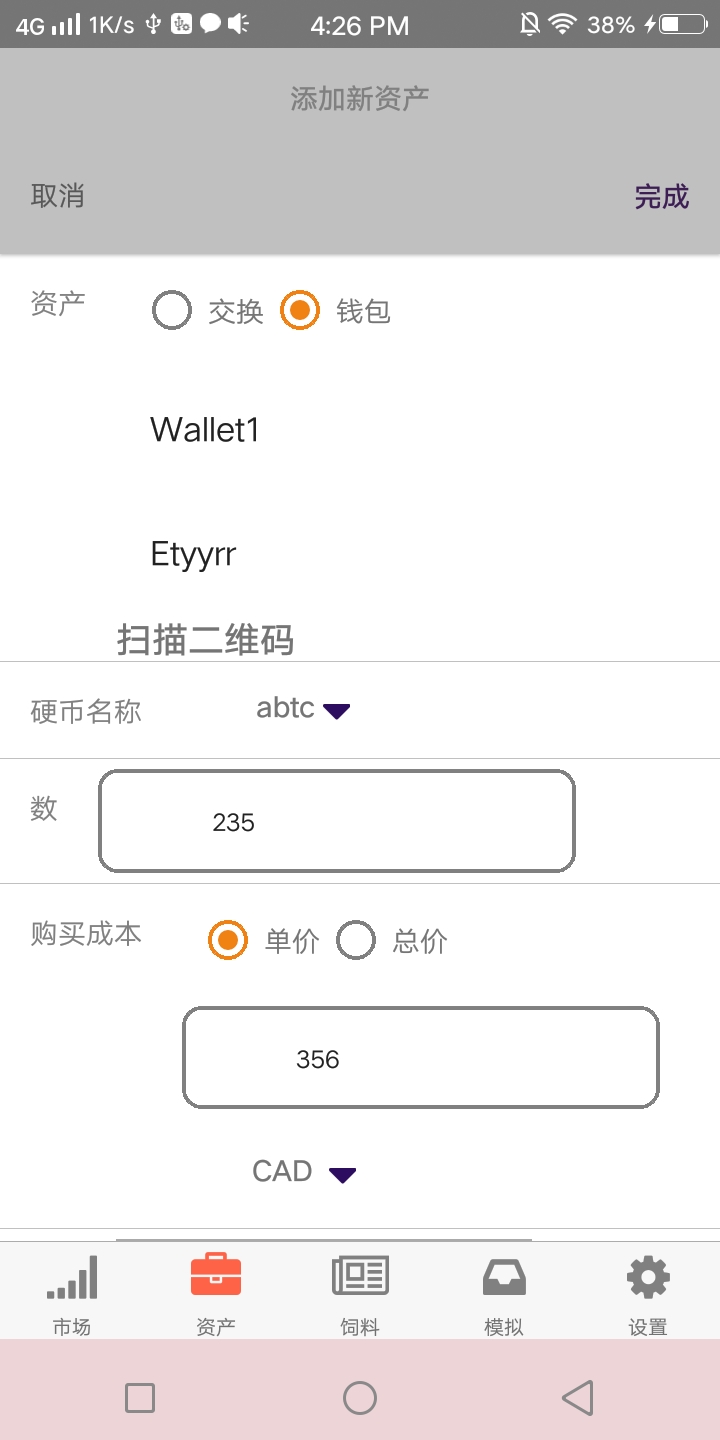 4G 1K/s 4:26 PM 38%
添加新资产
取消 完成
资产 交换 钱包
Wallet1
Etyyrr
扫描二维码
硬币名称 abtc
数 235
购买成本 单价 总价
356
CAD
市场 资产 饲料 模拟 设置